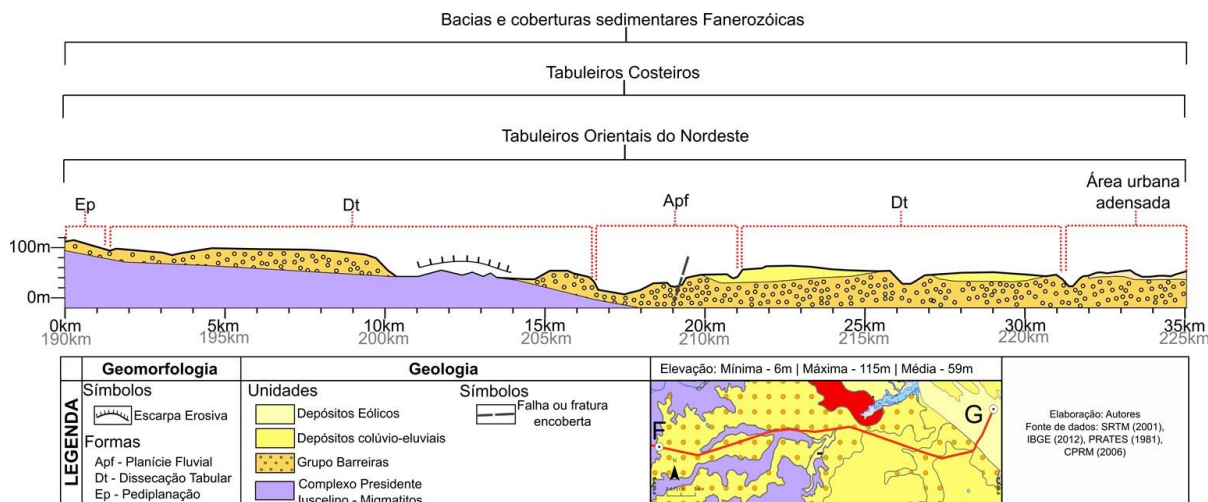 Bacias e coberturas sedimentares Fanerozóicas
Tabuleiros Costeiros
Tabuleiros Orientais do Nordeste
Ep
Dt
Apf
Dt
Área urbana
adensada
100m
0m
0km 5km 10km 15km 20km 25km 30km 35km
190km 195km 200km 205km 210km 215km 220km 225km
LEGENDA
Geomorfologia
Símbolos
Escarpa Erosiva
Formas
Apf - Planície Fluvial
Dt - Dissecação Tabular
Ep - Pediplanação
Geologia
Unidades
Depósitos Eólicos
Depósitos colúvio-eluviais
Grupo Barreiras
Complexo Presidente
Juscelino - Migmatitos
Símbolos
Falha ou fratura
encoberta
Elevação: Mínima - 6m | Máxima - 115m | Média - 59m
F
G
N
Elaboração: Autores
Fonte de dados: SRTM (2001),
IBGE (2012), PRATES (1981),
CPRM (2006)